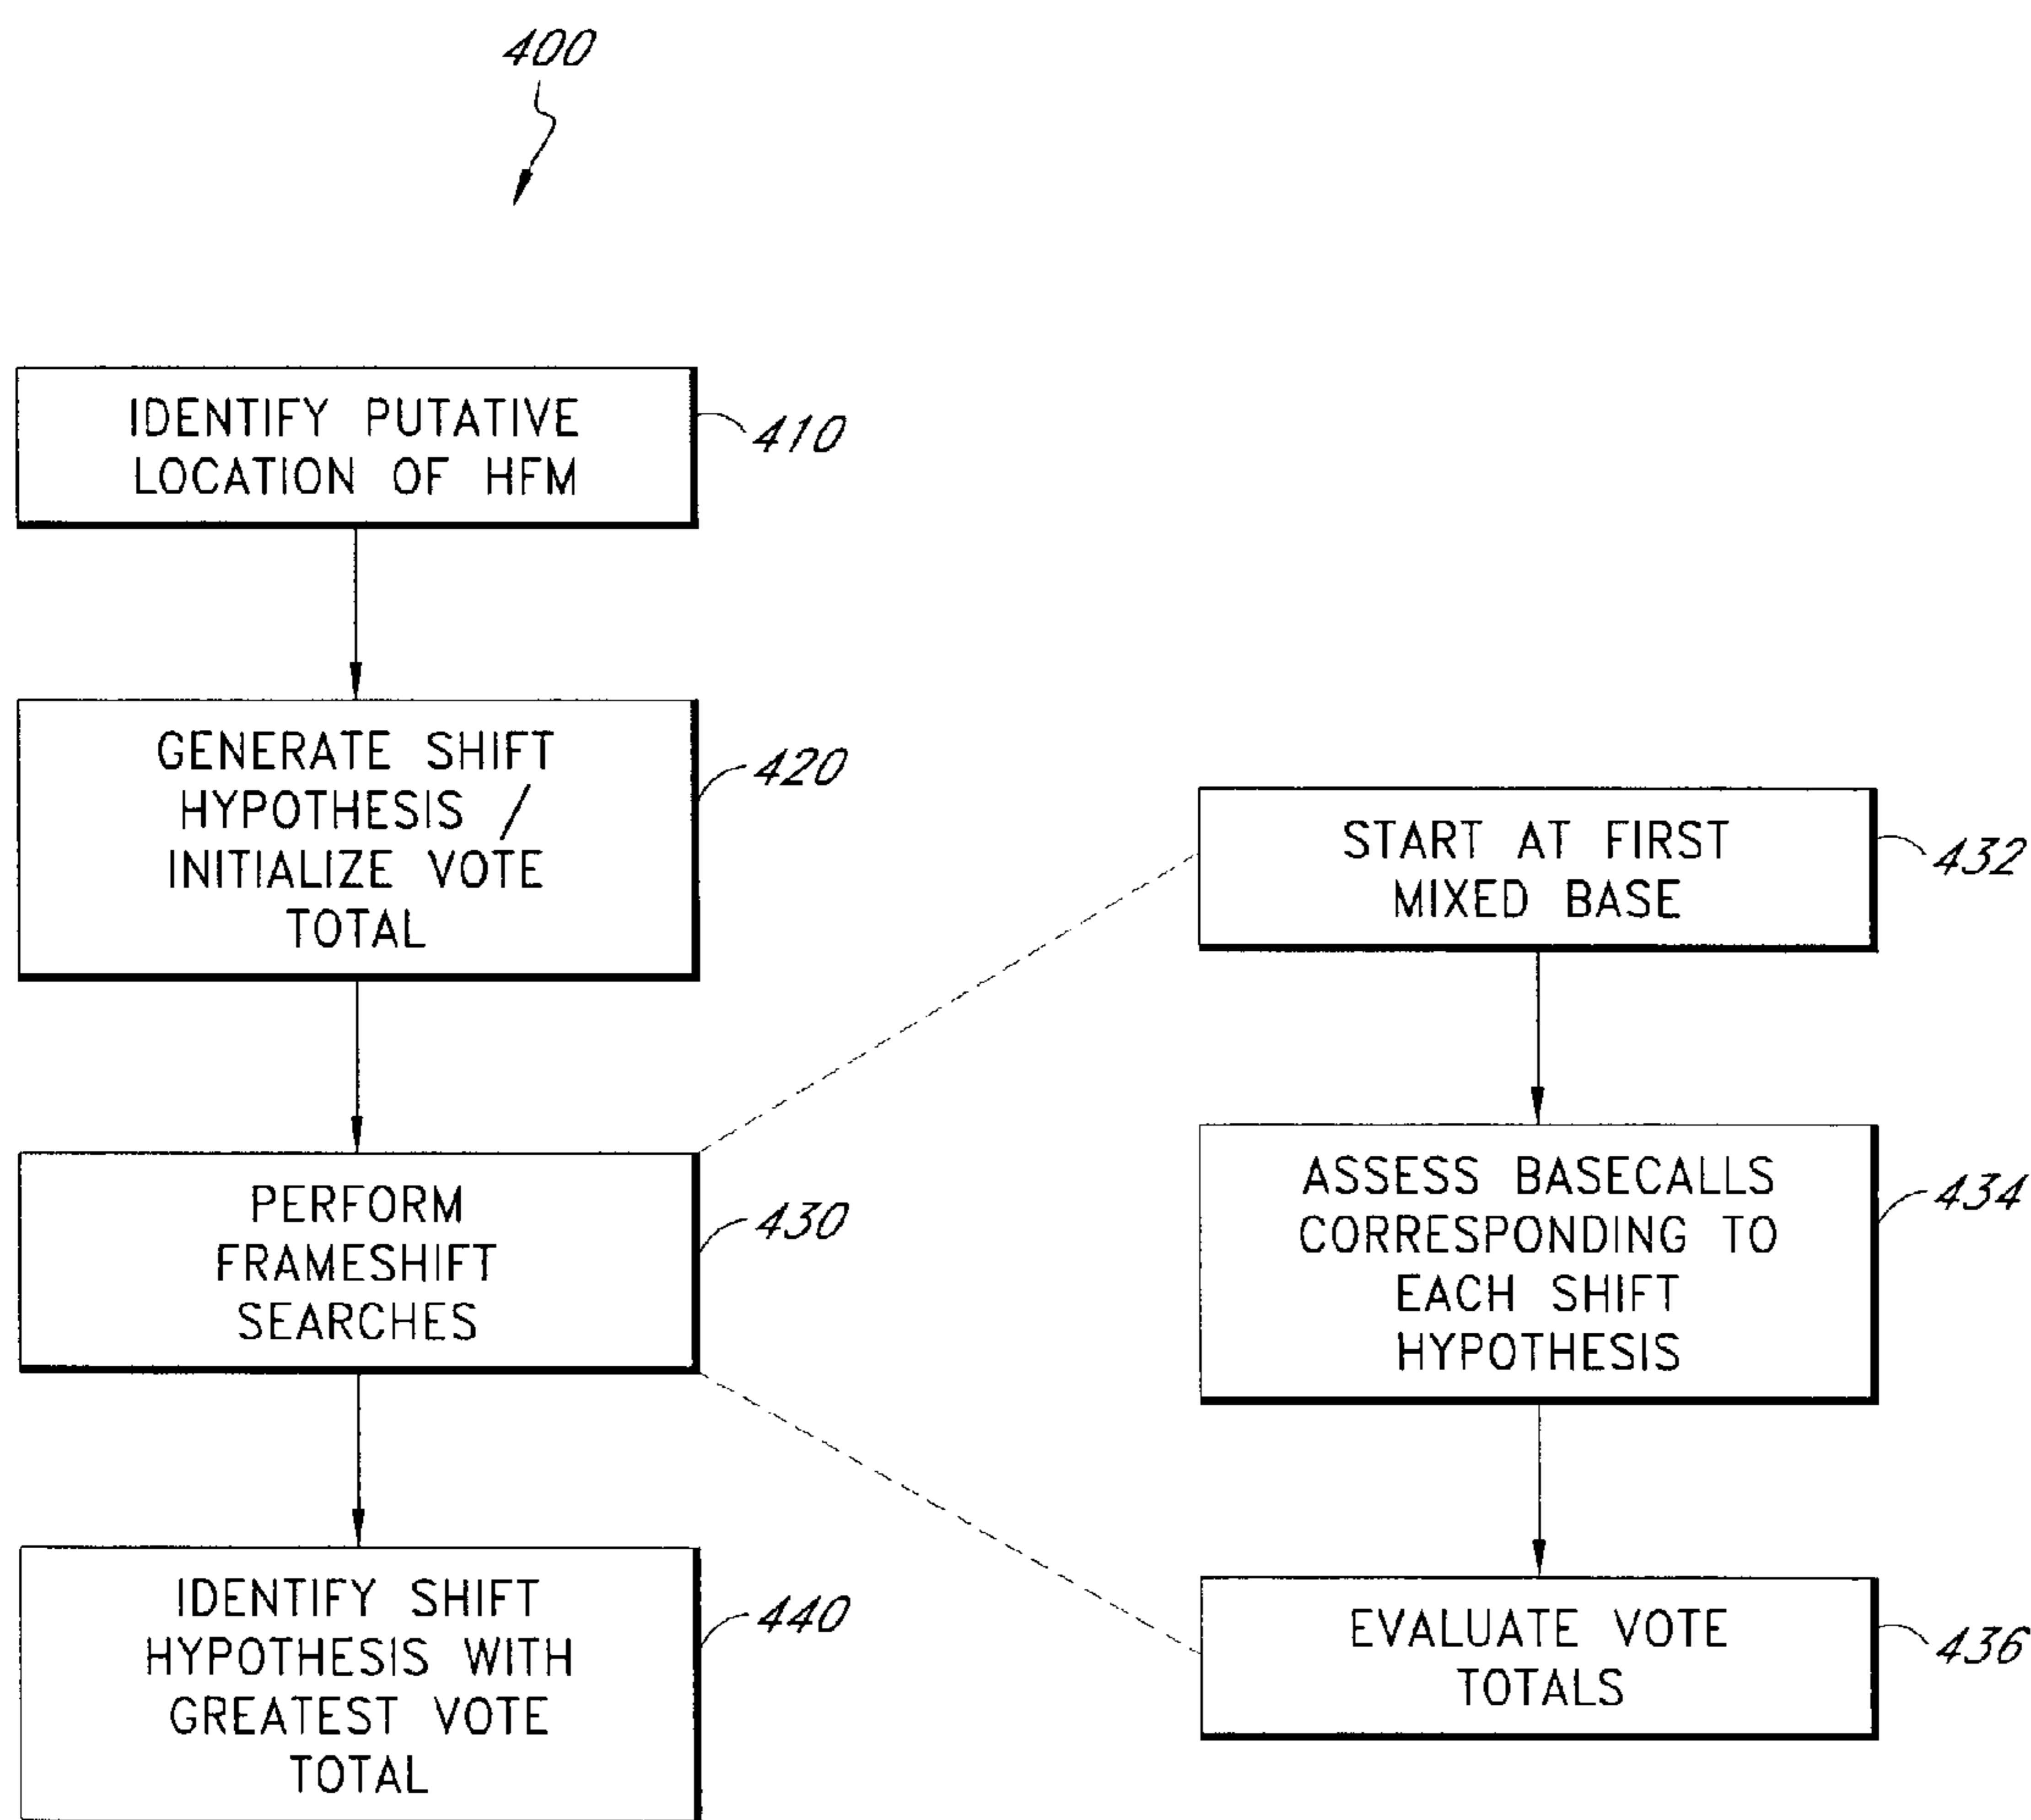 400
IDENTIFY PUTATIVE
LOCATION OF HFM
410
GENERATE SHIFT
HYPOTHESIS /
INITIALIZE VOTE
TOTAL
420
PERFORM
FRAMESHIFT
SEARCHES
430
IDENTIFY SHIFT
HYPOTHESIS WITH
GREATEST VOTE
TOTAL
440
START AT FIRST
MIXED BASE
432
ASSESS BASECALLS
CORRESPONDING TO
EACH SHIFT
HYPOTHESIS
434
EVALUATE VOTE
TOTALS
436